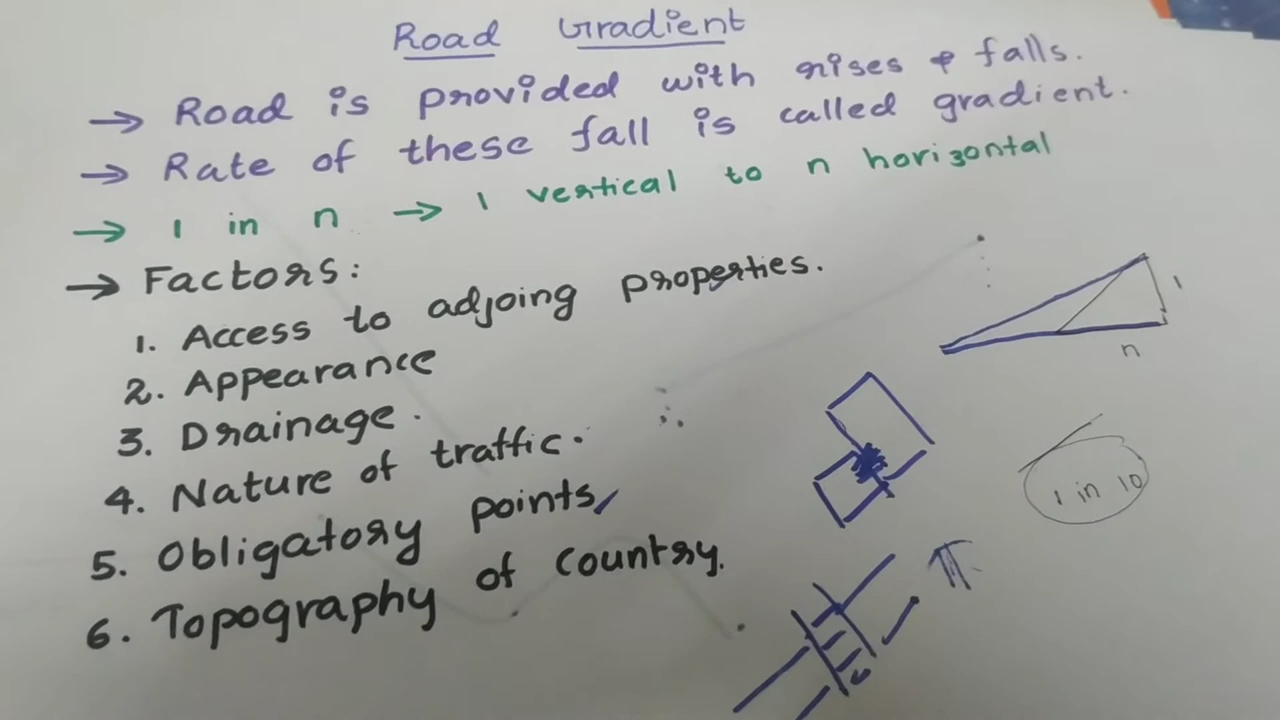 Road Gradient
→ Road is provided with rises & falls.
→ Rate of these fall is called gradient.
→ 1 in n → 1 vertical to n horizontal
→ Factors:
1. Access to adjoing properties.
2. Appearance
3. Drainage.
4. Nature of traffic.
5. Obligatory points,
6. Topography of country.
1
n
1 in 10